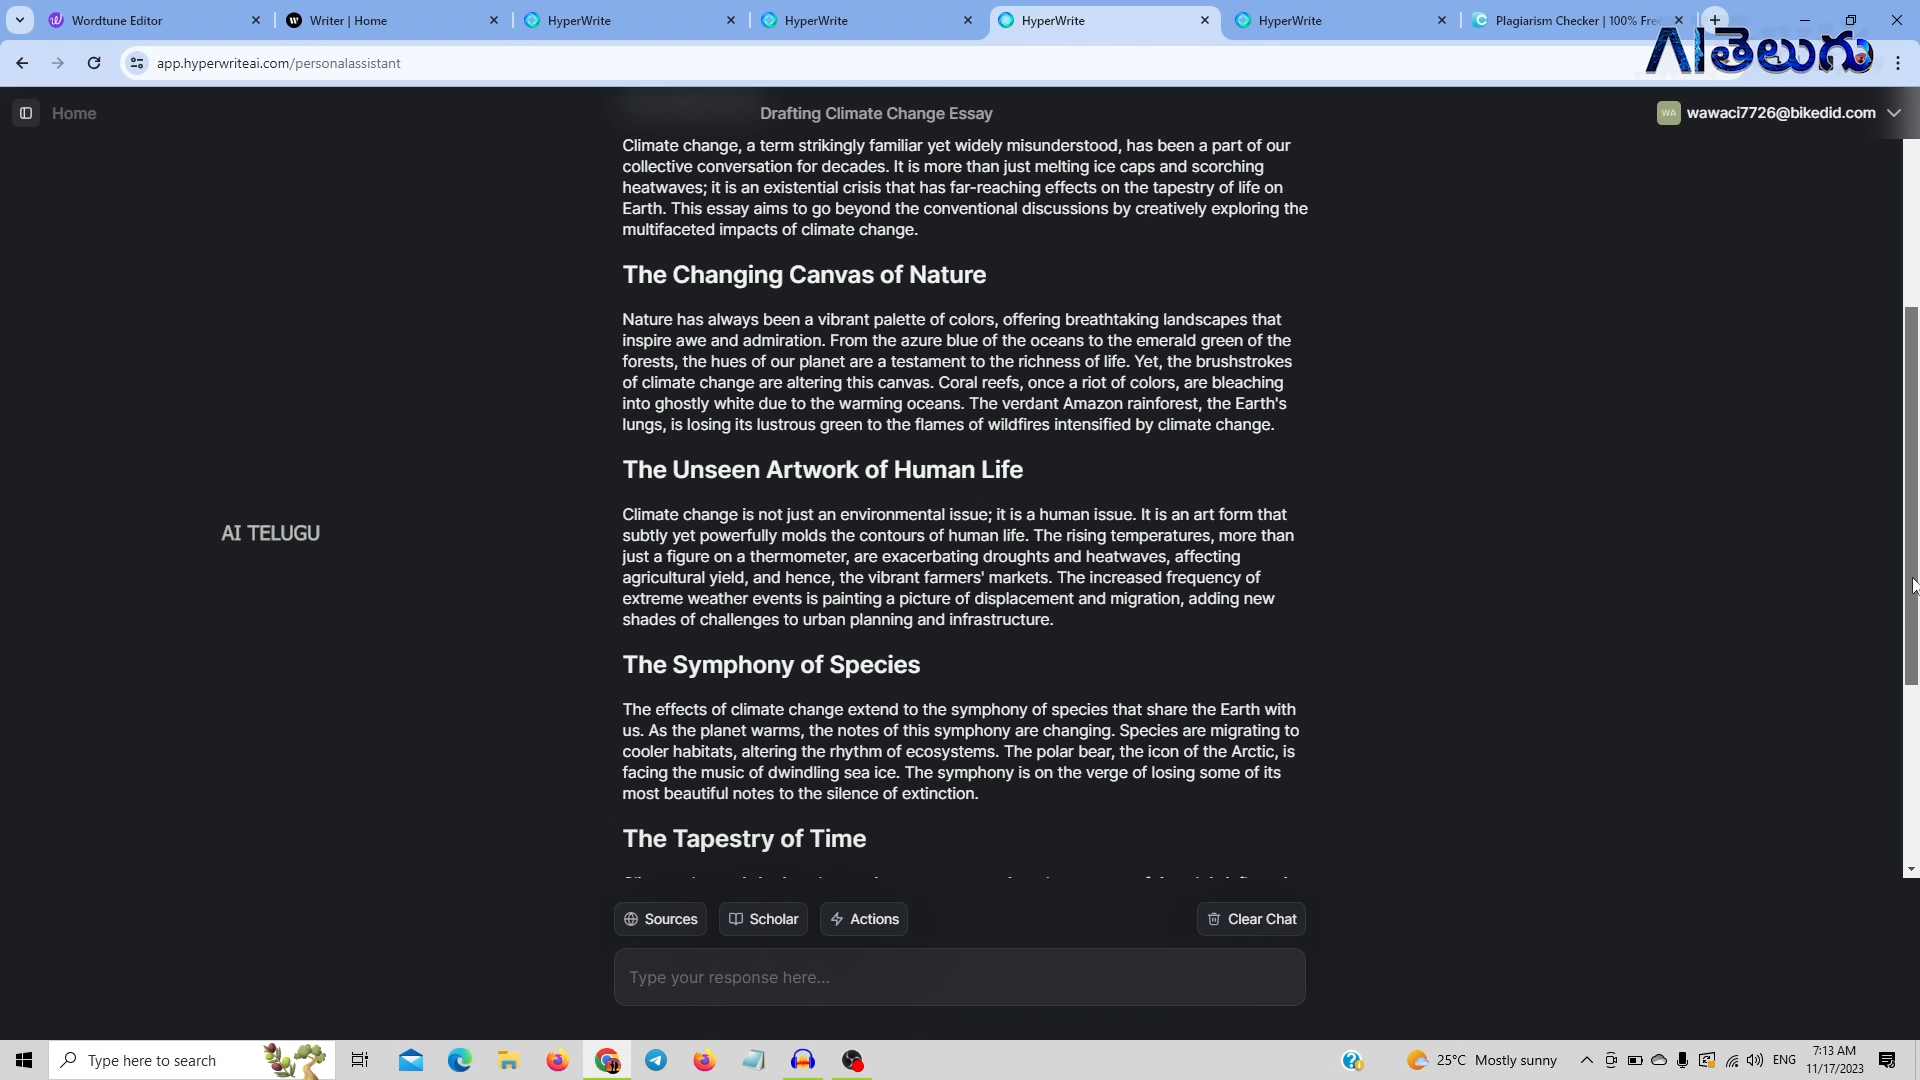 Wordtune Editor
Writer | Home
HyperWrite
HyperWrite
HyperWrite
HyperWrite
Plagiarism Checker | 100% Fre
app.hyperwriteai.com/personalassistant
AI తెలుగు
Home
Drafting Climate Change Essay
WA
wawaci7726@bikedid.com
Climate change, a term strikingly familiar yet widely misunderstood, has been a part of our
collective conversation for decades. It is more than just melting ice caps and scorching
heatwaves; it is an existential crisis that has far-reaching effects on the tapestry of life on
Earth. This essay aims to go beyond the conventional discussions by creatively exploring the
multifaceted impacts of climate change.
The Changing Canvas of Nature
Nature has always been a vibrant palette of colors, offering breathtaking landscapes that
inspire awe and admiration. From the azure blue of the oceans to the emerald green of the
forests, the hues of our planet are a testament to the richness of life. Yet, the brushstrokes
of climate change are altering this canvas. Coral reefs, once a riot of colors, are bleaching
into ghostly white due to the warming oceans. The verdant Amazon rainforest, the Earth's
lungs, is losing its lustrous green to the flames of wildfires intensified by climate change.
The Unseen Artwork of Human Life
Climate change is not just an environmental issue; it is a human issue. It is an art form that
subtly yet powerfully molds the contours of human life. The rising temperatures, more than
just a figure on a thermometer, are exacerbating droughts and heatwaves, affecting
agricultural yield, and hence, the vibrant farmers' markets. The increased frequency of
extreme weather events is painting a picture of displacement and migration, adding new
shades of challenges to urban planning and infrastructure.
AI TELUGU
The Symphony of Species
The effects of climate change extend to the symphony of species that share the Earth with
us. As the planet warms, the notes of this symphony are changing. Species are migrating to
cooler habitats, altering the rhythm of ecosystems. The polar bear, the icon of the Arctic, is
facing the music of dwindling sea ice. The symphony is on the verge of losing some of its
most beautiful notes to the silence of extinction.
The Tapestry of Time
Sources
Scholar
Actions
Clear Chat
Type your response here...
Type here to search
25°C Mostly sunny
ENG
7:13 AM
11/17/2023